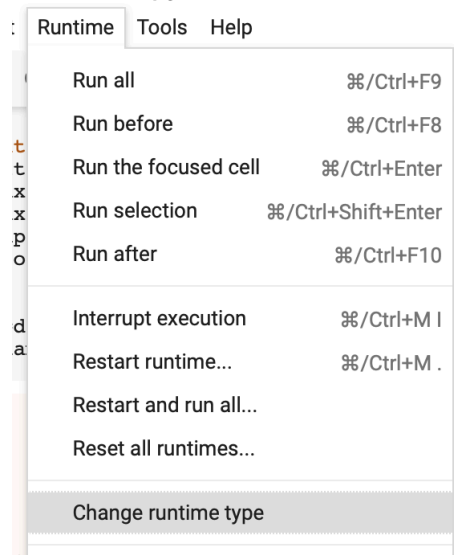 Runtime Tools Help
Run all ⌘/Ctrl+F9
Run before ⌘/Ctrl+F8
Run the focused cell ⌘/Ctrl+Enter
Run selection ⌘/Ctrl+Shift+Enter
Run after ⌘/Ctrl+F10
Interrupt execution ⌘/Ctrl+M I
Restart runtime... ⌘/Ctrl+M .
Restart and run all...
Reset all runtimes...
Change runtime type